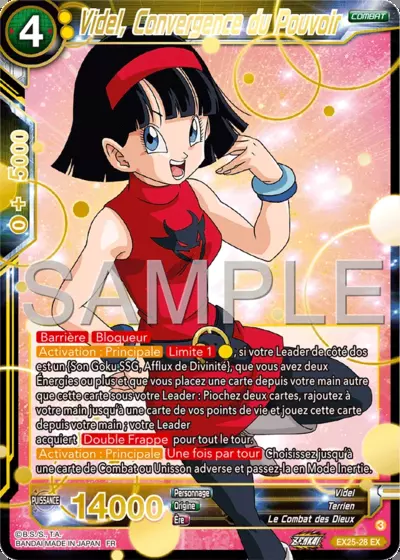 4
Videl, Convergence du Pouvoir
COMBAT
0 + 5000
SAMPLE
Barrière Bloqueur
Activation : Principale Limite 1 , si votre Leader de côté dos
est un (Son Goku SSG, Afflux de Divinité), que vous avez deux
Énergies ou plus et que vous placez une carte depuis votre main autre
que cette carte sous votre Leader : Piochez deux cartes, rajoutez à
votre main jusqu'à une carte de vos points de vie et jouez cette carte
depuis votre main ; votre Leader
acquiert Double Frappe pour tout le tour.
Activation : Principale Une fois par tour Choisissez jusqu'à
une carte de Combat ou Unisson adverse et passez-la en Mode Inertie.
PUISSANCE 14000
Personnage Videl
Origine Terrien
Ère Le Combat des Dieux
3
©B.S./S., T.A.
BANDAI MADE IN JAPAN FR
ZENKAI
EX25-28 EX